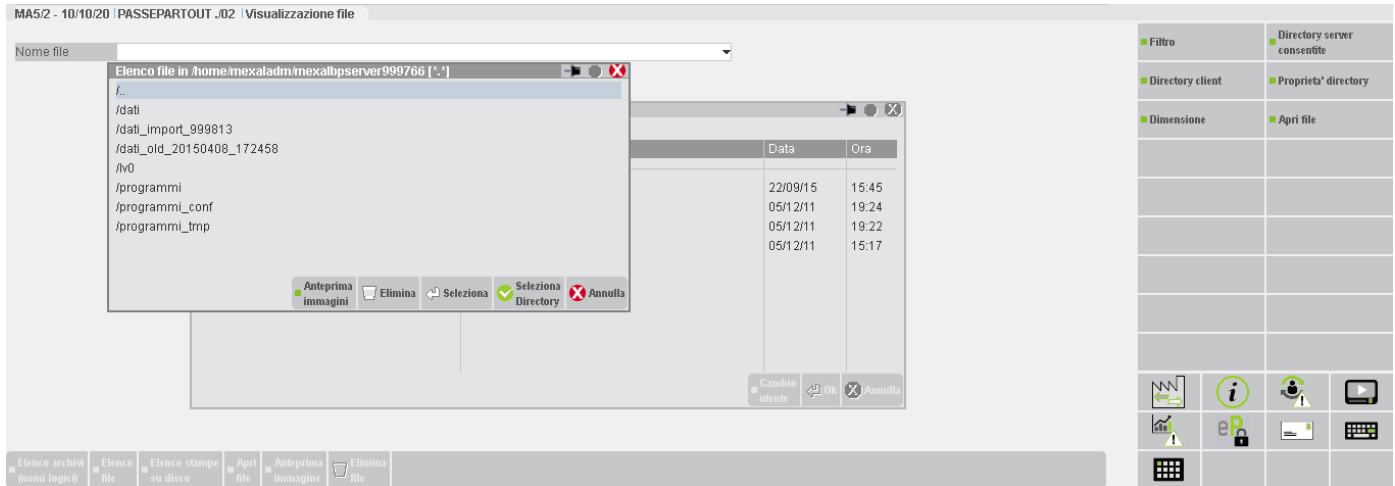 MA5/2 - 10/10/20 | PASSEPARTOUT ./02 | Visualizzazione file
Nome file
Elenco file in /home/mexaladm/mexalbpserver999766 [*.*]
/..
/dati
/dati_import_999813
/dati_old_20150408_172458
/lv0
/programmi
/programmi_conf
/programmi_tmp
Anteprima
immagini
Elimina
Seleziona
Seleziona
Directory
Annulla
Data Ora
22/09/15 15:45
05/12/11 19:24
05/12/11 19:22
05/12/11 15:17
Cambio
utente
Ok
Annulla
Elenco archivi
(nomi logici)
Elenco
file
Elenco stampe
su disco
Apri
file
Anteprima
immagine
Elimina
file
Filtro
Directory server
consentite
Directory client
Proprieta' directory
Dimensione
Apri file
i
eP